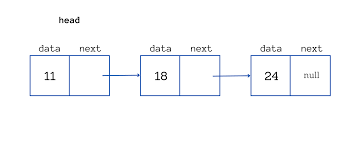 head
data next data next data next
11 18 24 null